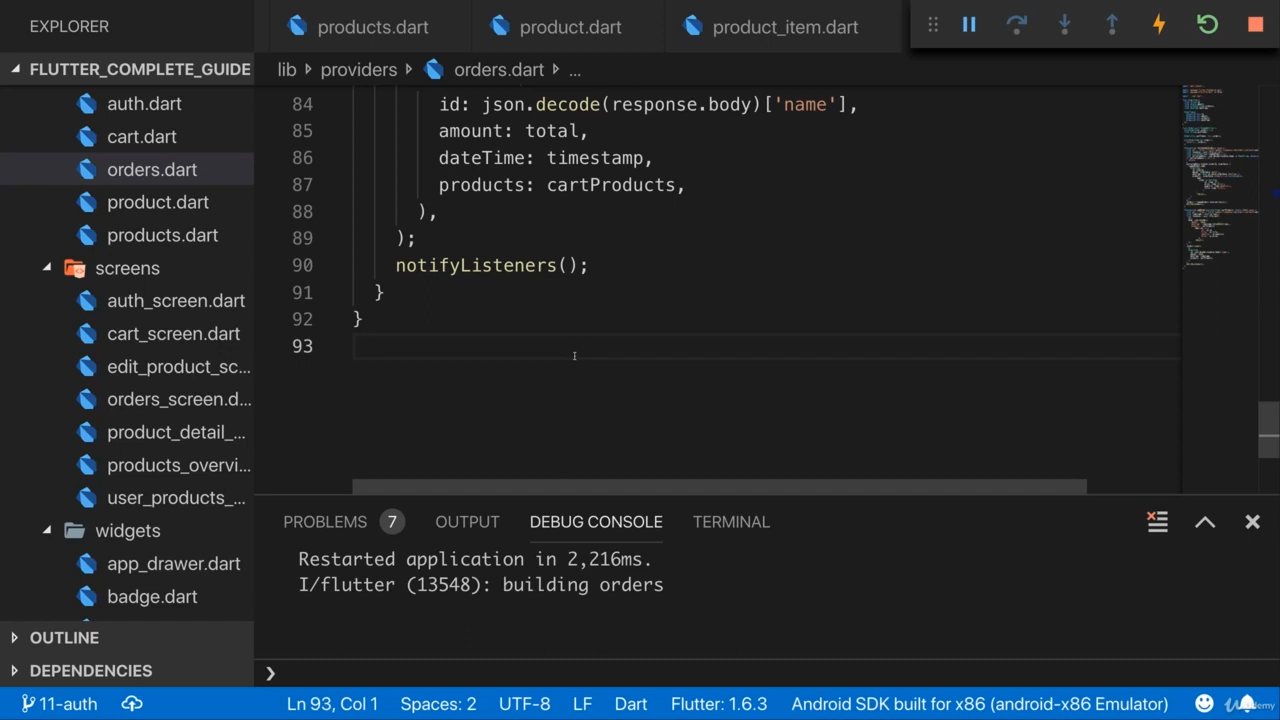 EXPLORER
products.dart
product.dart
product_item.dart
FLUTTER_COMPLETE_GUIDE
auth.dart
cart.dart
orders.dart
product.dart
products.dart
screens
auth_screen.dart
cart_screen.dart
edit_product_sc...
orders_screen.d...
product_detail_...
products_overvi...
user_products_...
widgets
app_drawer.dart
badge.dart
OUTLINE
DEPENDENCIES
lib
providers
orders.dart
...
84 id: json.decode(response.body)['name'],
85 amount: total,
86 dateTime: timestamp,
87 products: cartProducts,
88 ),
89 );
90 notifyListeners();
91 }
92 }
93
PROBLEMS 7 OUTPUT DEBUG CONSOLE TERMINAL
Restarted application in 2,216ms.
I/flutter (13548): building orders
11-auth Ln 93, Col 1 Spaces: 2 UTF-8 LF Dart Flutter: 1.6.3 Android SDK built for x86 (android-x86 Emulator)